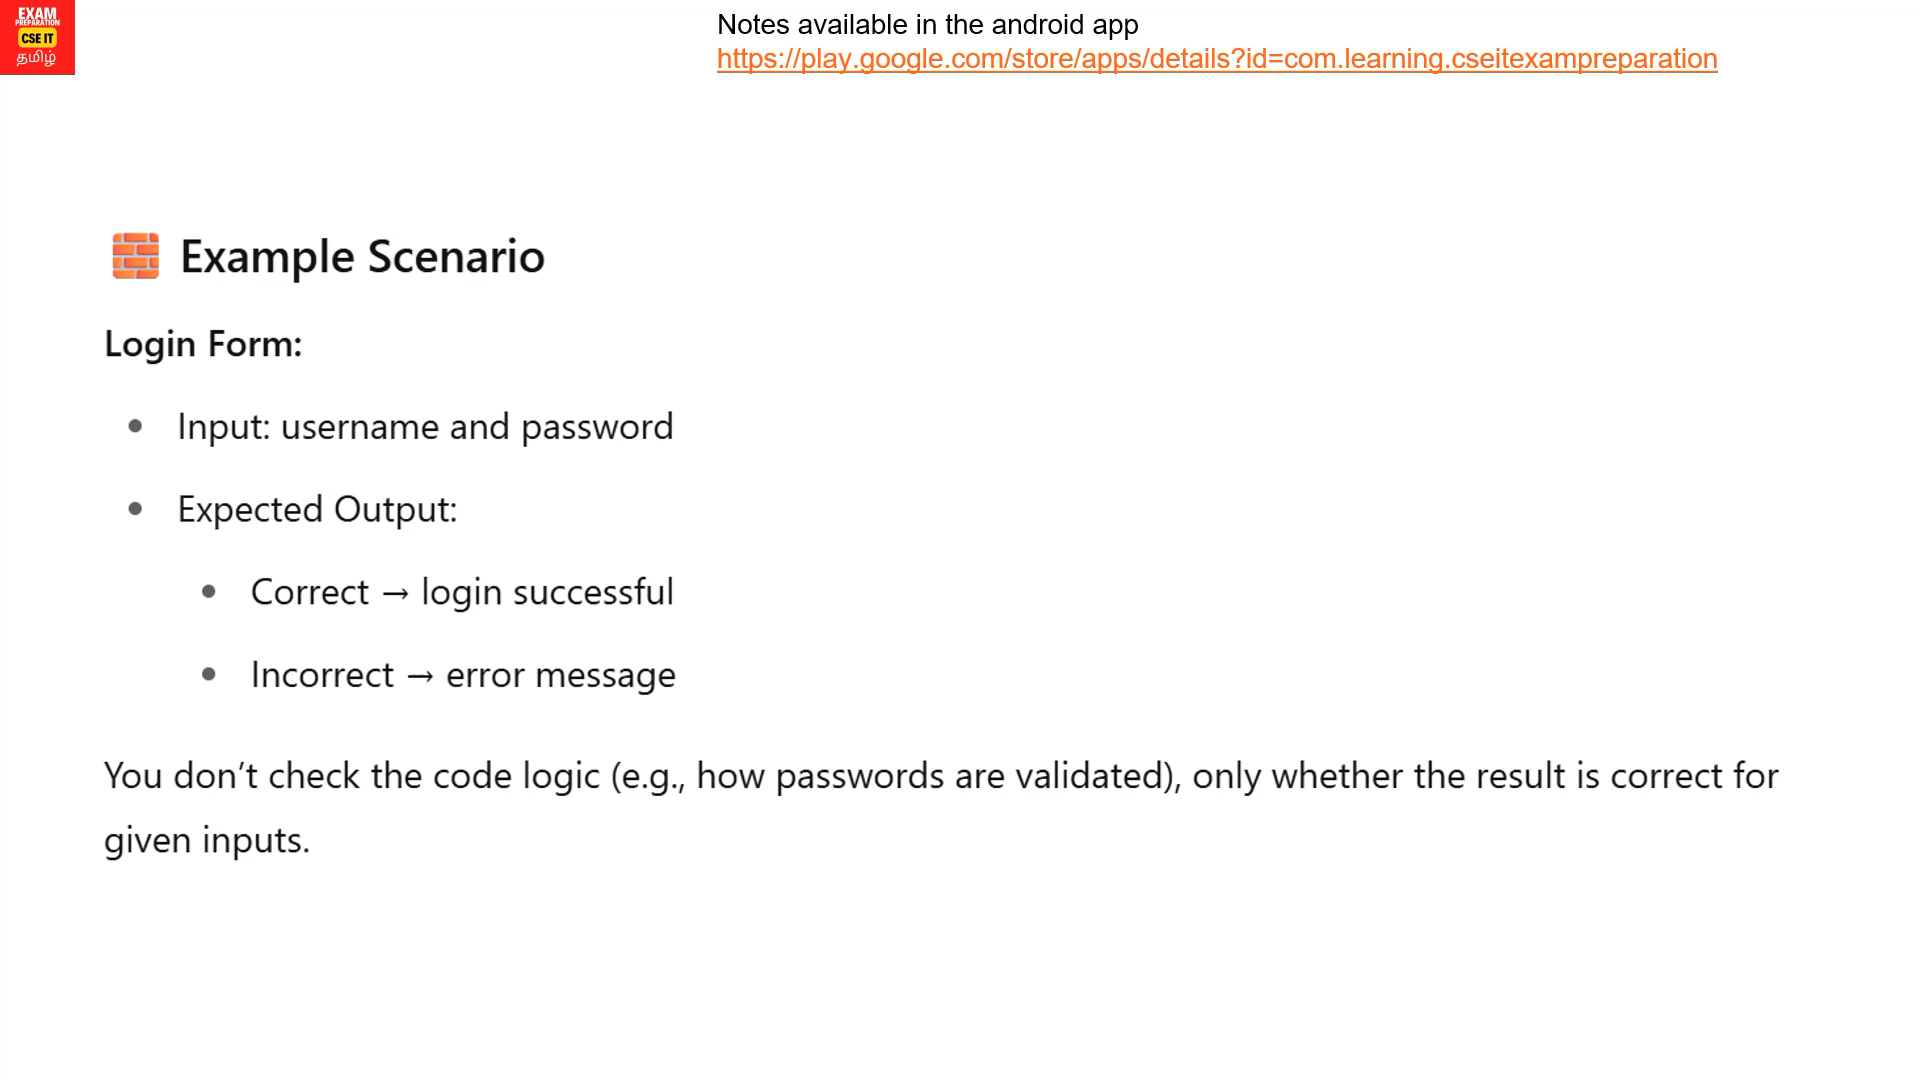 EXAM
PREPARATION
CSE IT
தமிழ்
Notes available in the android app
https://play.google.com/store/apps/details?id=com.learning.cseitexampreparation
Example Scenario
Login Form:
• Input: username and password
• Expected Output:
• Correct → login successful
• Incorrect → error message
You don’t check the code logic (e.g., how passwords are validated), only whether the result is correct for
given inputs.